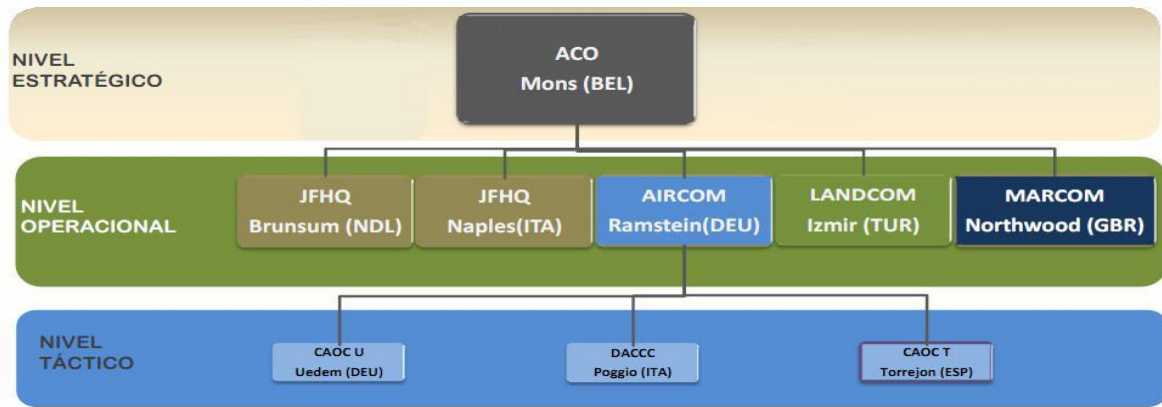 NIVEL
ESTRATÉGICO
ACO
Mons (BEL)
NIVEL
OPERACIONAL
JFHQ
Brunsum (NDL)
JFHQ
Naples(ITA)
AIRCOM
Ramstein(DEU)
LANDCOM
Izmir (TUR)
MARCOM
Northwood (GBR)
NIVEL
TÁCTICO
CAOC U
Uedem (DEU)
DACCC
Poggio (ITA)
CAOC T
Torrejon (ESP)